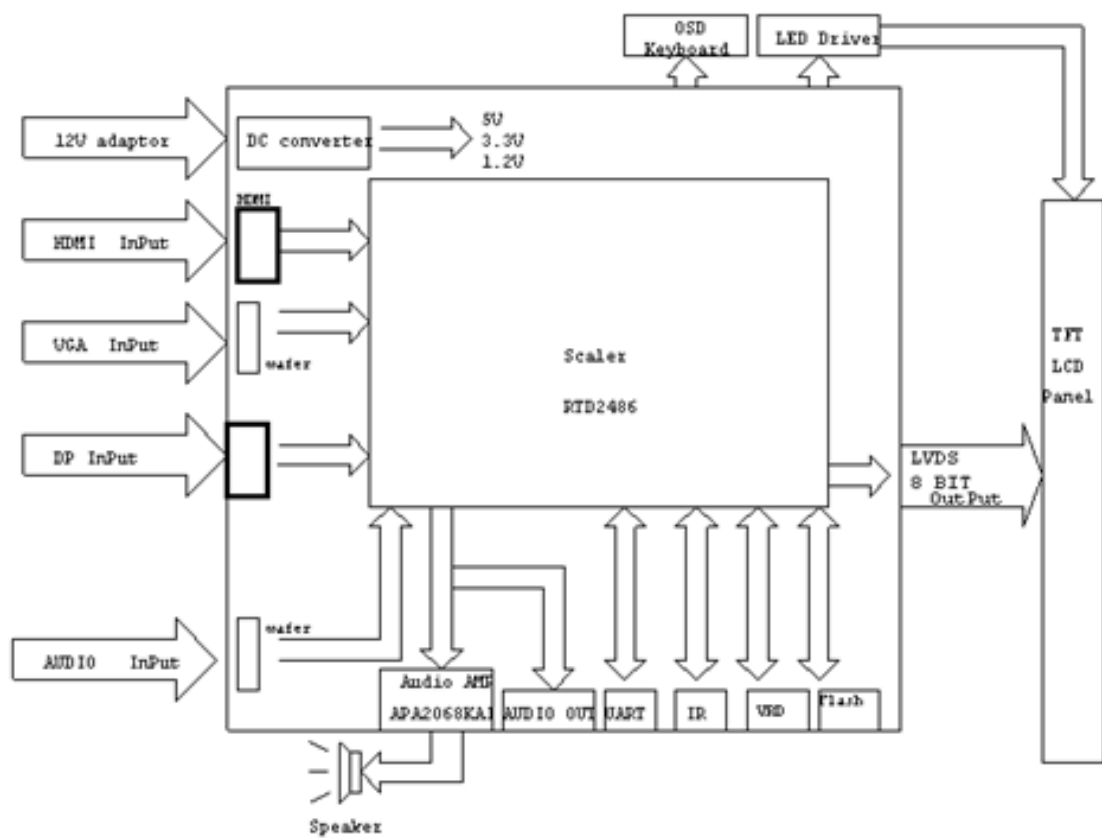 OSD
Keyboard
LED Driver
12V adaptor
DC converter
5V
3.3V
1.2V
HDMI
HDMI InPut
VGA InPut
wafer
Scaler
RTD2486
TFT
LCD
Panel
DP InPut
LVDS
8 BIT
OutPut
wafer
AUDIO InPut
Audio AMP
APA2068KAI
AUDIO OUT
UART
IR
Flash
Speaker